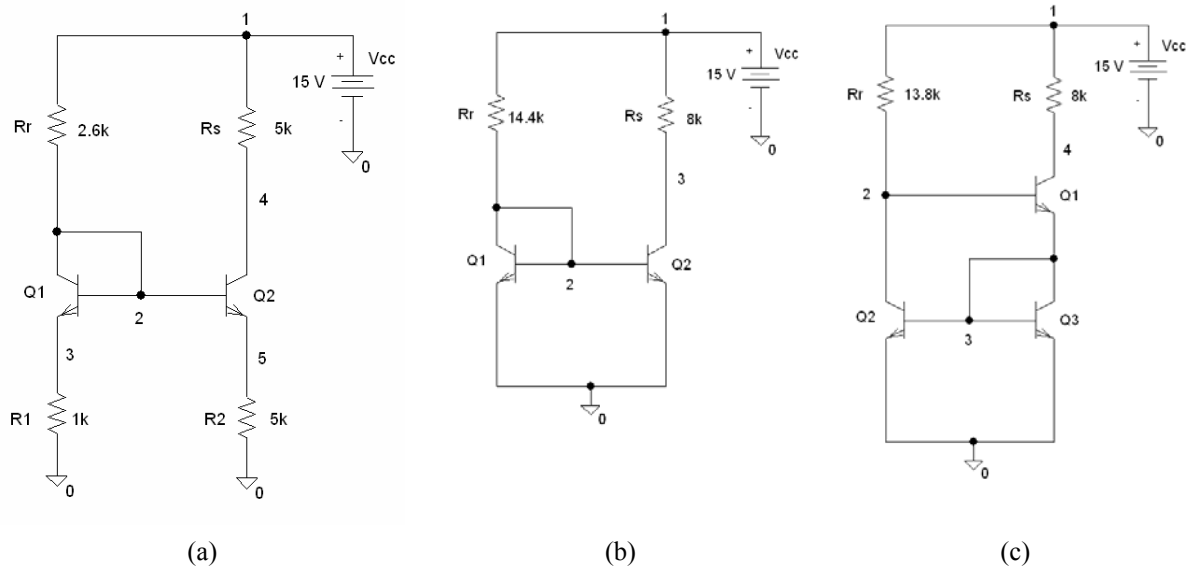 1
+
Vcc
15 V
-
0
Rr
2.6k
Rs
5k
4
Q1
2
Q2
3
5
R1
1k
R2
5k
0
0
(a)
1
+
Vcc
15 V
-
0
Rr
14.4k
Rs
8k
3
Q1
2
Q2
0
(b)
1
+
Vcc
15 V
-
0
Rr
13.8k
Rs
8k
4
2
Q1
Q2
3
Q3
0
(c)